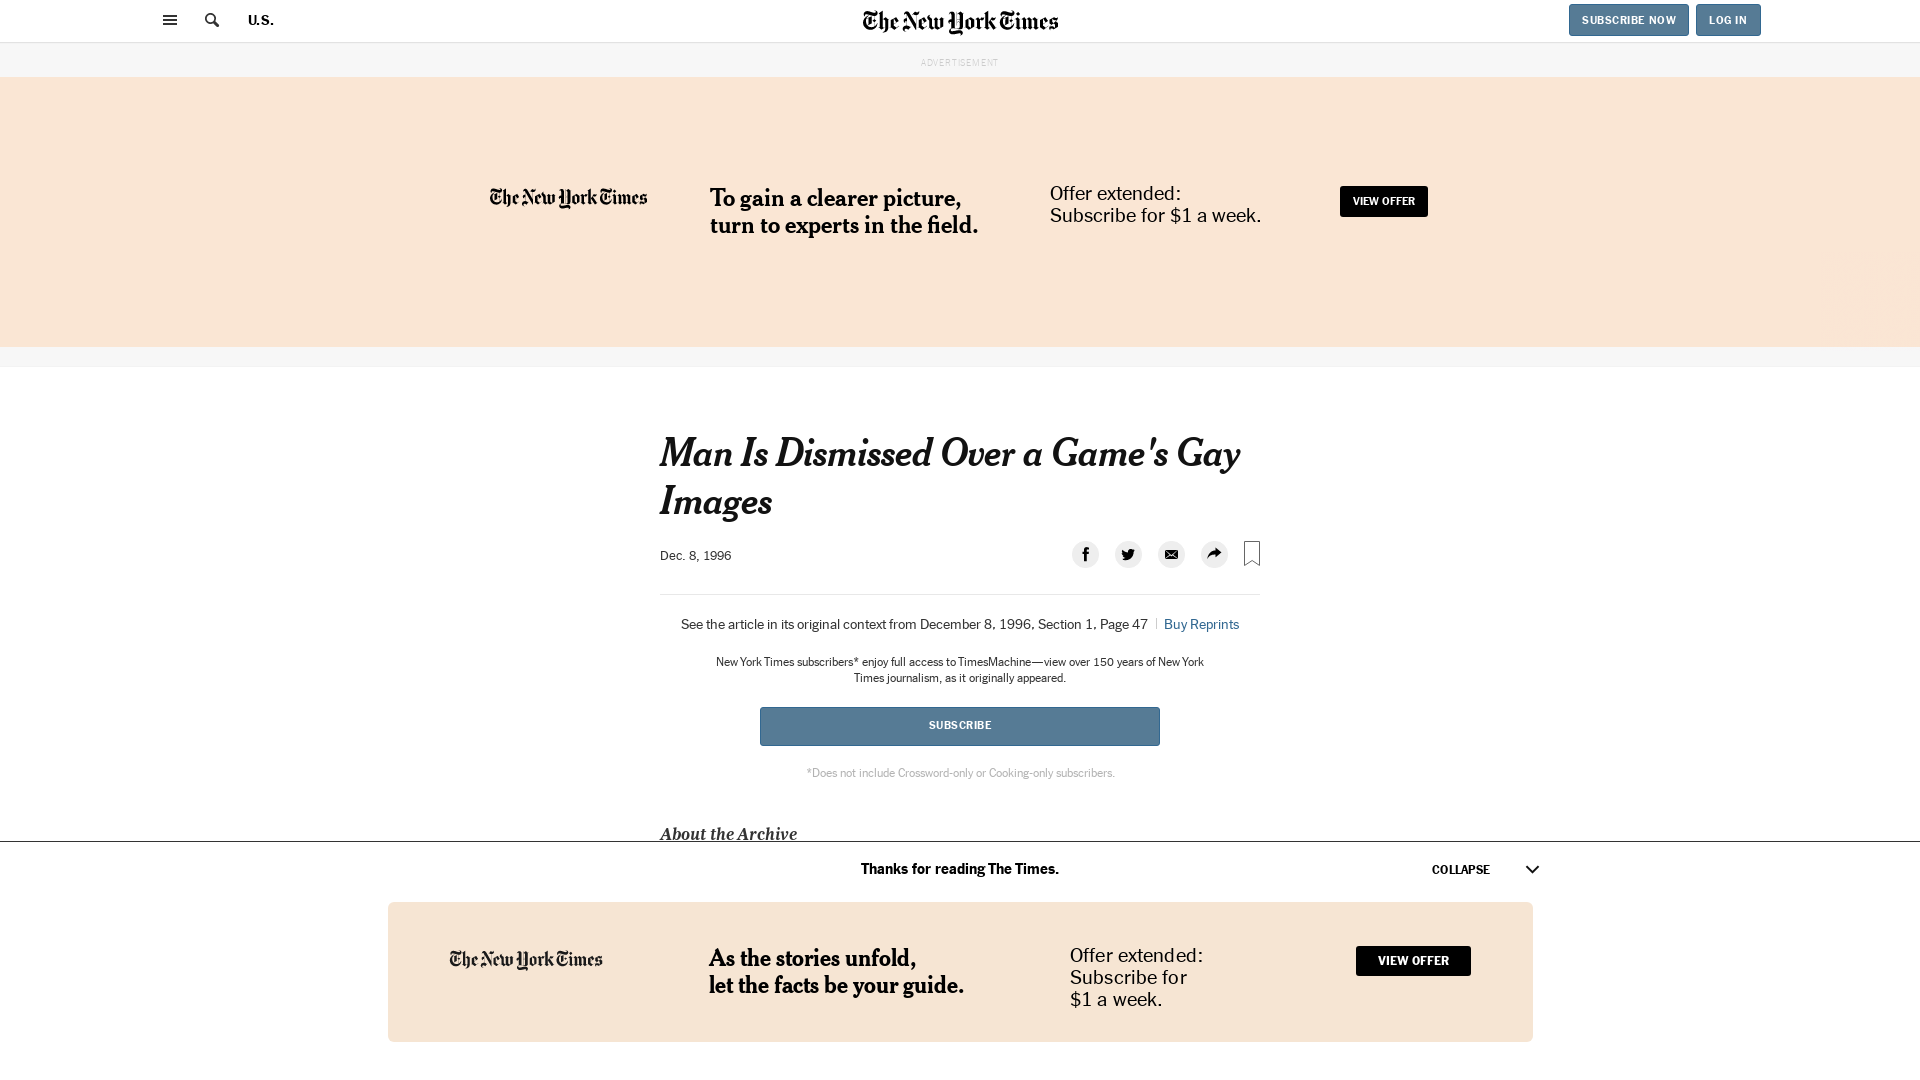 U.S.
The New York Times
SUBSCRIBE NOW
LOG IN
ADVERTISEMENT
The New York Times
To gain a clearer picture,
turn to experts in the field.
Offer extended:
Subscribe for $1 a week.
VIEW OFFER
Man Is Dismissed Over a Game's Gay
Images
Dec. 8, 1996
See the article in its original context from December 8, 1996, Section 1, Page 47
Buy Reprints
New York Times subscribers* enjoy full access to TimesMachine—view over 150 years of New York
Times journalism, as it originally appeared.
SUBSCRIBE
*Does not include Crossword-only or Cooking-only subscribers.
About the Archive
Thanks for reading The Times.
COLLAPSE
The New York Times
As the stories unfold,
let the facts be your guide.
Offer extended:
Subscribe for
$1 a week.
VIEW OFFER